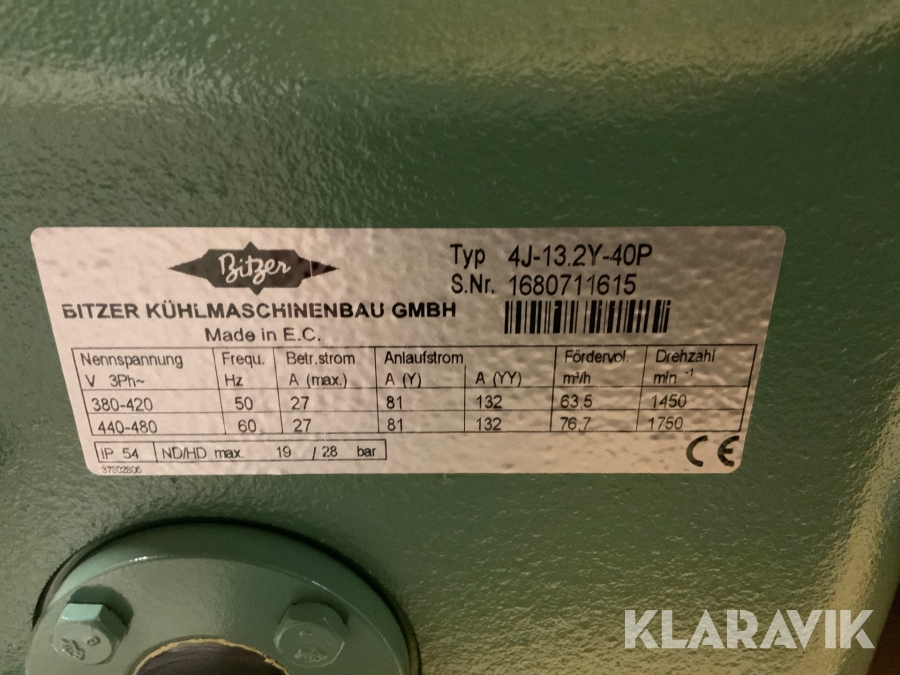 Bitzer
Typ 4J-13.2Y-40P
S.Nr. 1680711615
BITZER KÜHLMASCHINENBAU GMBH
Made in E.C.
Nennspannung Frequ. Betr.strom Anlaufstrom Fördervol. Drehzahl
V 3Ph~ Hz A (max.) A (Y) A (YY) m³/h min -1
380-420 50 27 81 132 63,5 1450
440-480 60 27 81 132 76,7 1750
IP 54 ND/HD max. 19 / 28 bar
CE
37802806
8
KLARAVIK